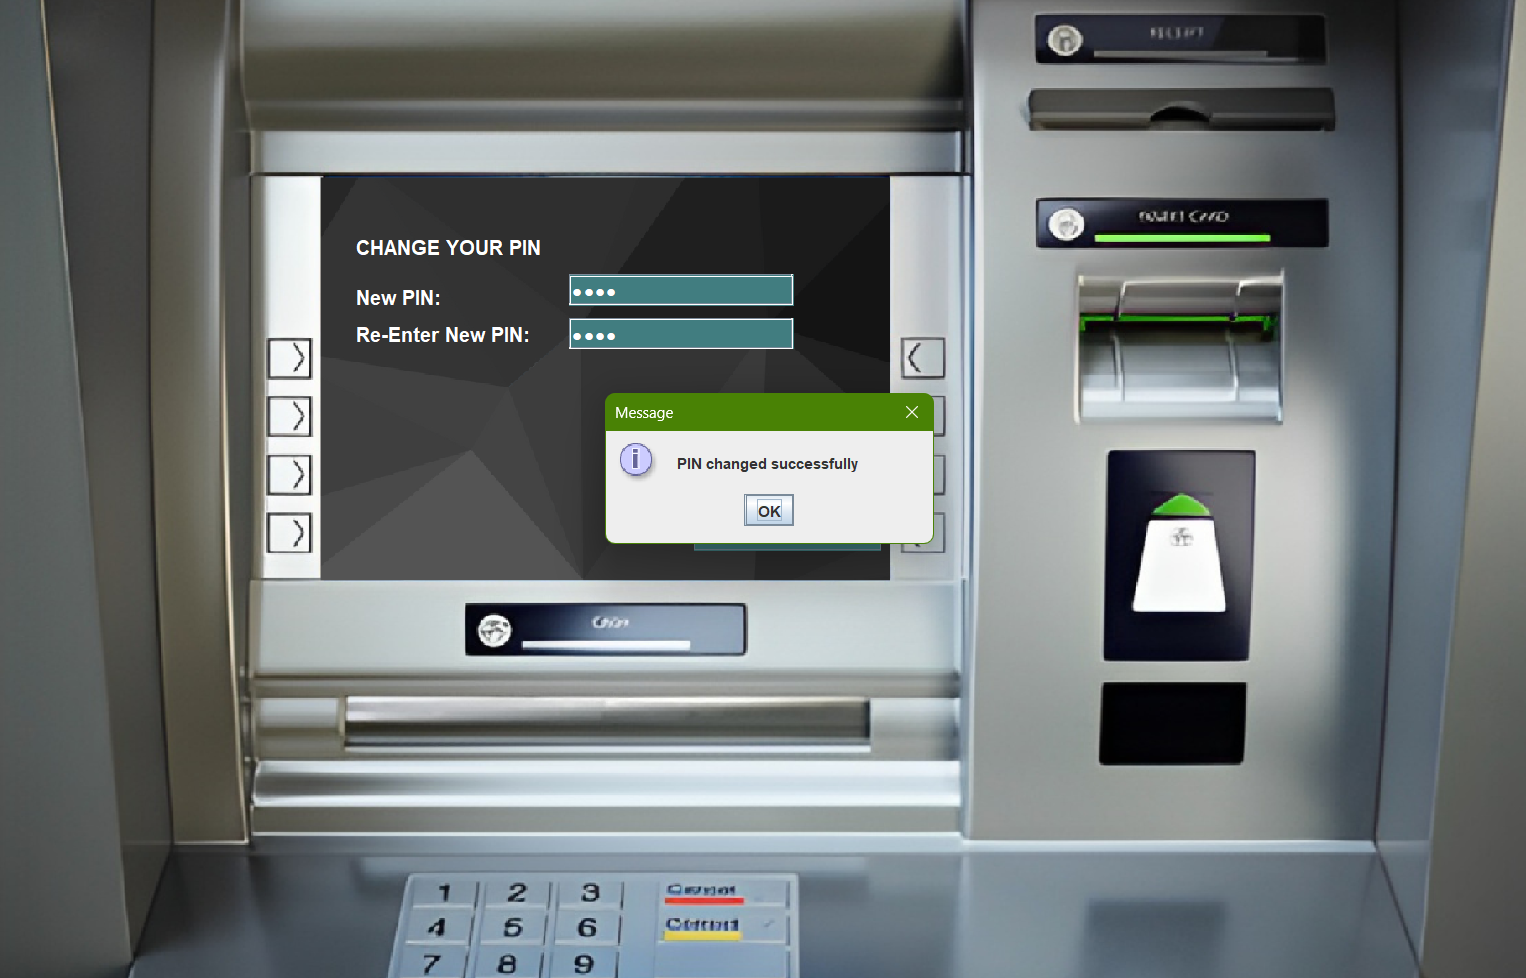 CHANGE YOUR PIN
New PIN: ●●●●
Re-Enter New PIN: ●●●●
Message
PIN changed successfully
OK
1 2 3
4 5 6
7 8 9